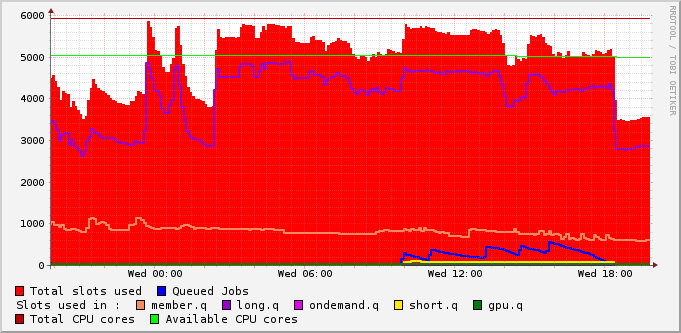 6000
5000
4000
3000
2000
1000
0
Wed 00:00 Wed 06:00 Wed 12:00 Wed 18:00
RRDTOOL / TOBI OETIKER
Total slots used Queued Jobs
Slots used in : member.q long.q ondemand.q short.q gpu.q
Total CPU cores Available CPU cores